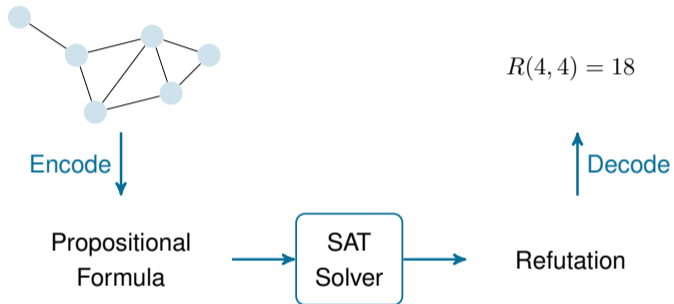 R(4, 4) = 18
Encode
Decode
Propositional
Formula
SAT
Solver
Refutation